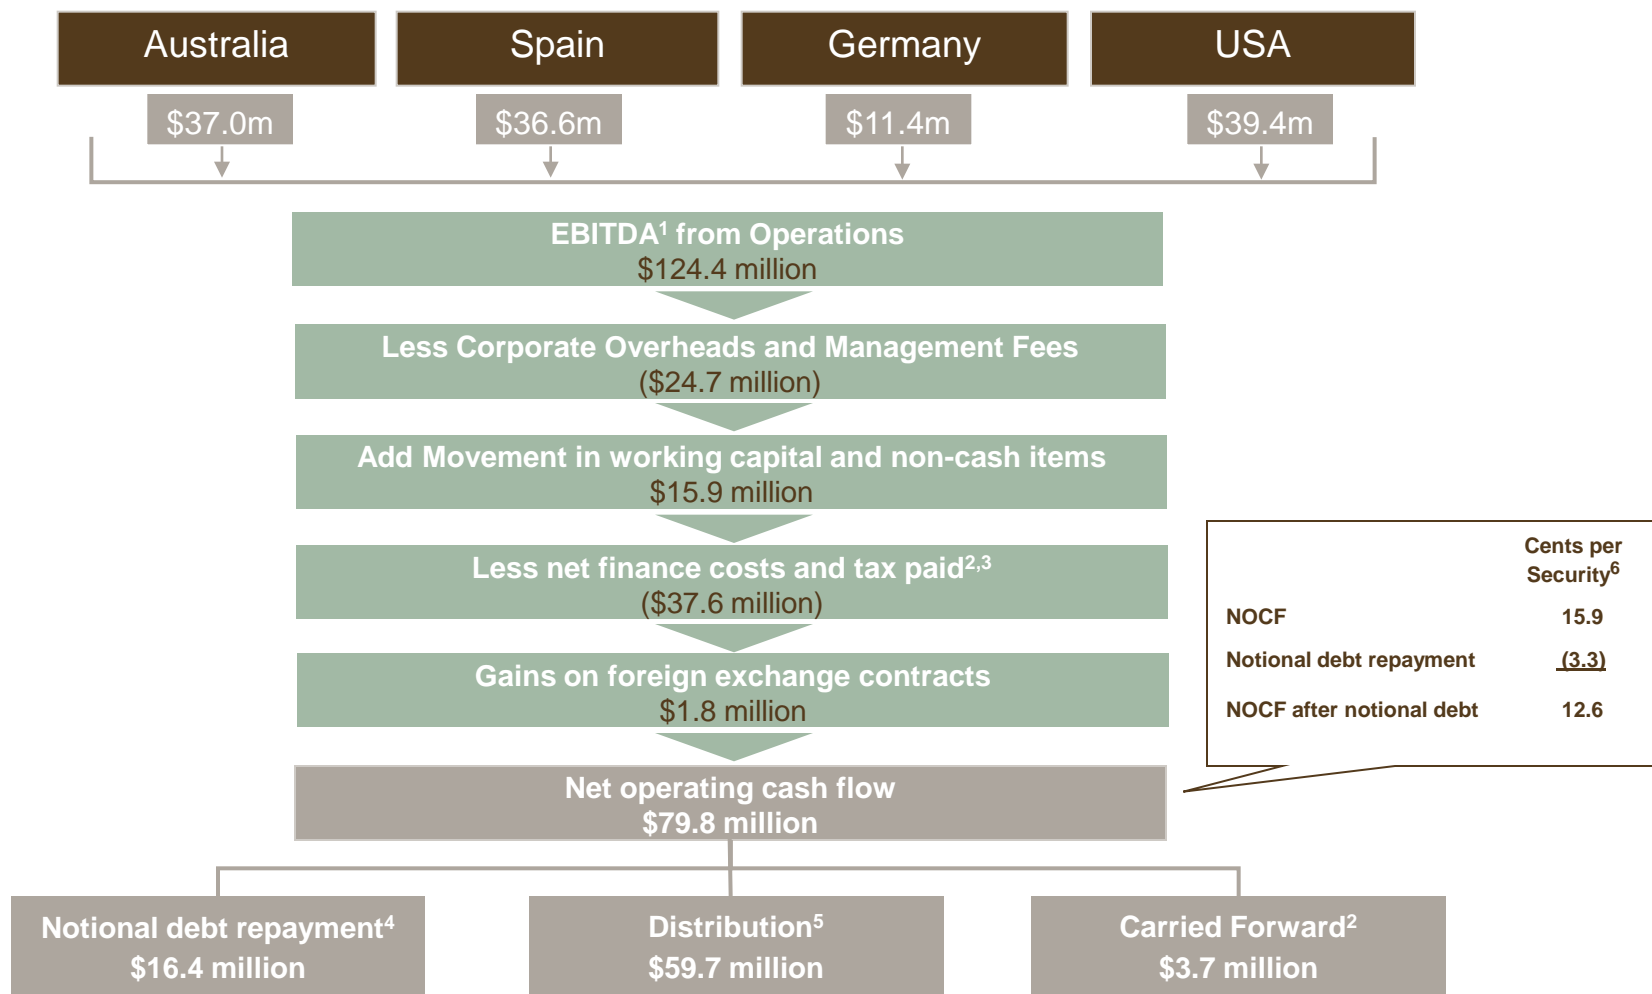 Australia Spain Germany USA
$37.0m $36.6m $11.4m $39.4m
EBITDA¹ from Operations
$124.4 million
Less Corporate Overheads and Management Fees
($24.7 million)
Add Movement in working capital and non-cash items
$15.9 million
Less net finance costs and tax paid²,³
($37.6 million)
Gains on foreign exchange contracts
$1.8 million
Cents per
Security⁶
NOCF 15.9
Notional debt repayment (3.3)
NOCF after notional debt 12.6
Net operating cash flow
$79.8 million
Notional debt repayment⁴
$16.4 million
Distribution⁵
$59.7 million
Carried Forward²
$3.7 million